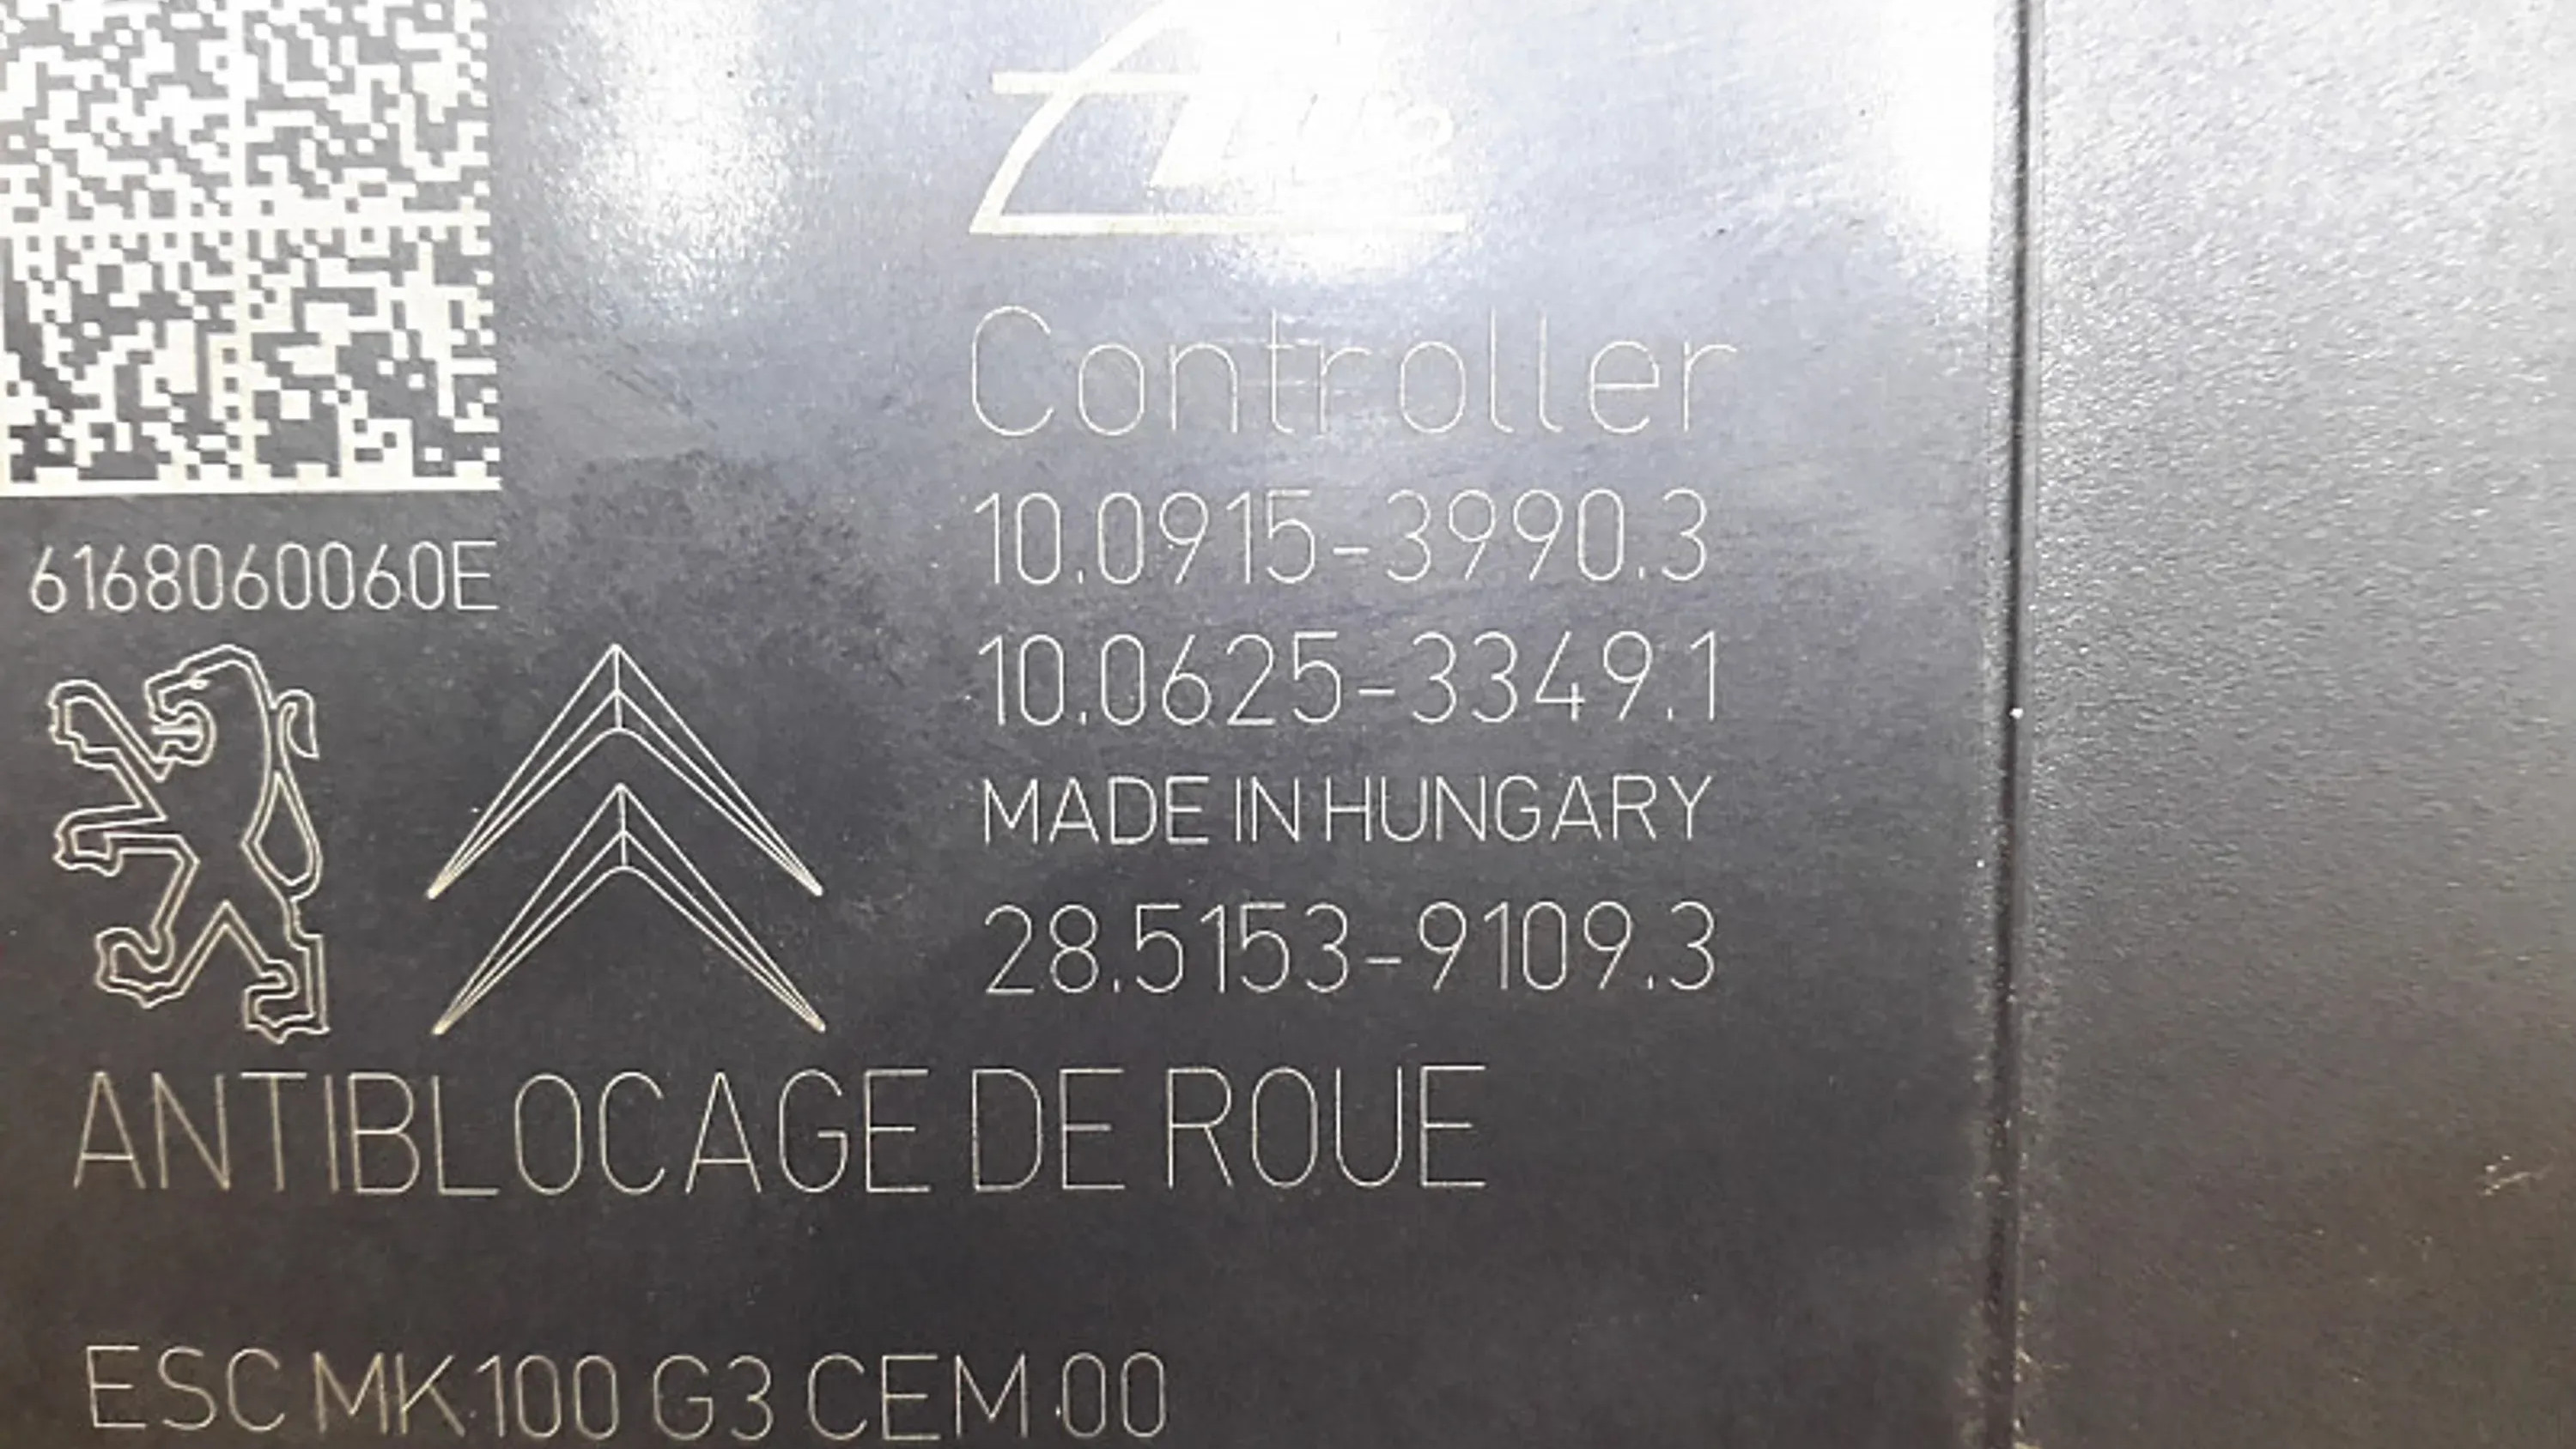 6168060060E
Controller
10.0915-3990.3
10.0625-3349.1
MADE IN HUNGARY
28.5153-9109.3
ANTIBLOCAGE DE ROUE
ESC MK100 G3 CEM 00